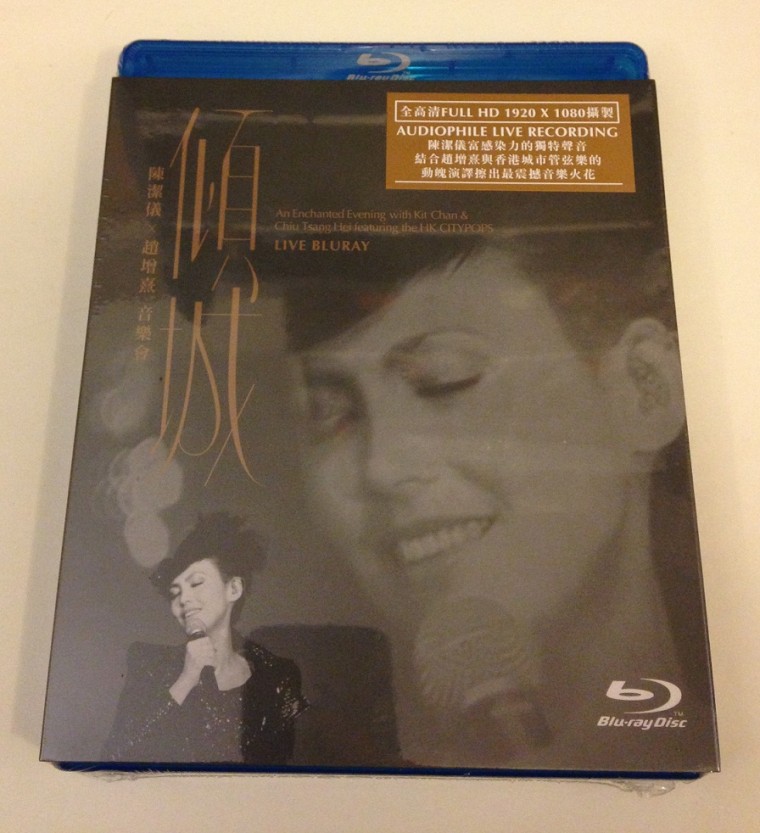 Blu-ray Disc
全高清FULL HD 1920 X 1080攝製
AUDIOPHILE LIVE RECORDING
陳潔儀富感染力的獨特聲音
結合趙增熹與香港城市管弦樂的
動魄演譯擦出最震撼音樂火花
傾城
陳潔儀 × 趙增熹 音樂會
An Enchanted Evening with Kit Chan &
Chiu Tsang Hei featuring the HK CITYPOPS
LIVE BLURAY
Blu-ray Disc™